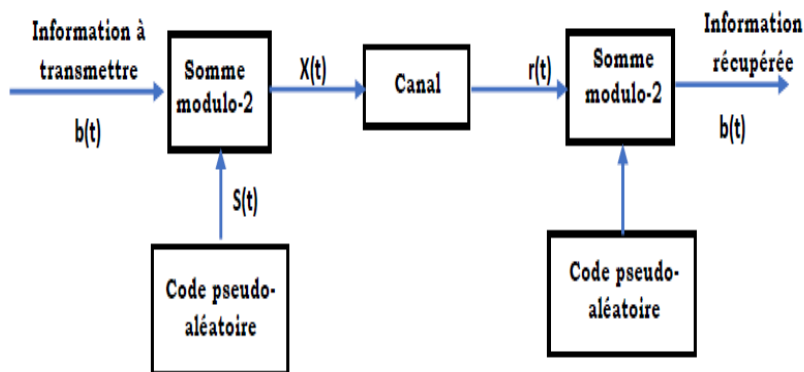 Information à
transmettre
b(t)
Somme
modulo-2
X(t)
Canal
r(t)
Somme
modulo-2
Information
récupérée
b(t)
S(t)
Code pseudo-
aléatoire
Code pseudo-
aléatoire